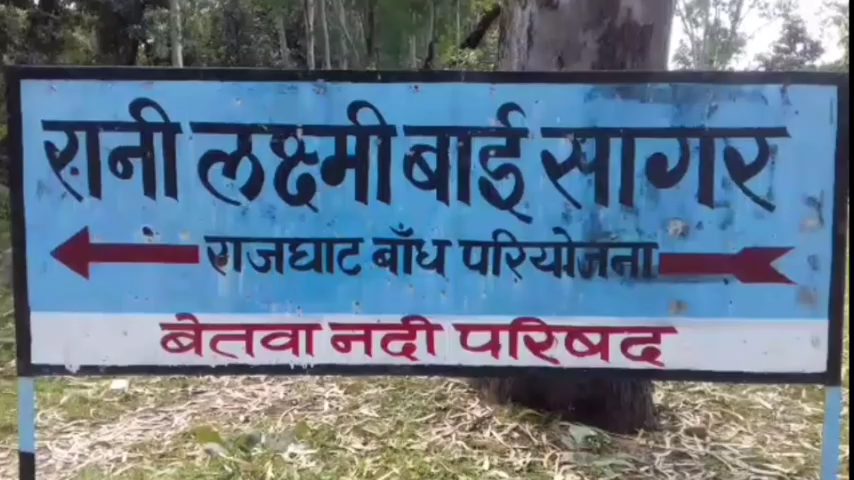 रानी लक्ष्मी बाई सागर
राजघाट बाँध परियोजना
बेतवा नदी परिषद